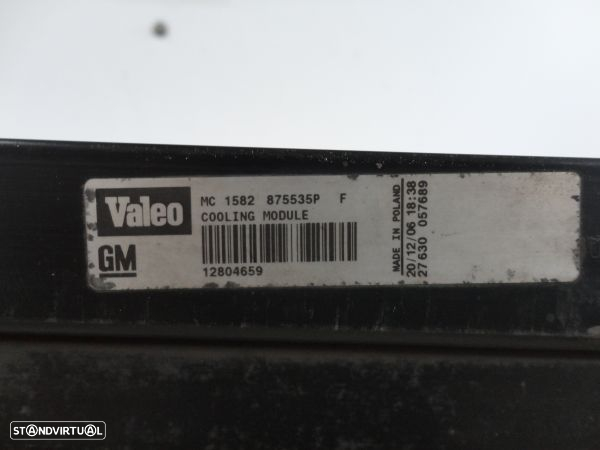 Valeo
MC 1582 875535P F
COOLING MODULE
GM
12804659
MADE IN POLAND
20/12/06 18:38
27630 057689
STANDVIRTUAL